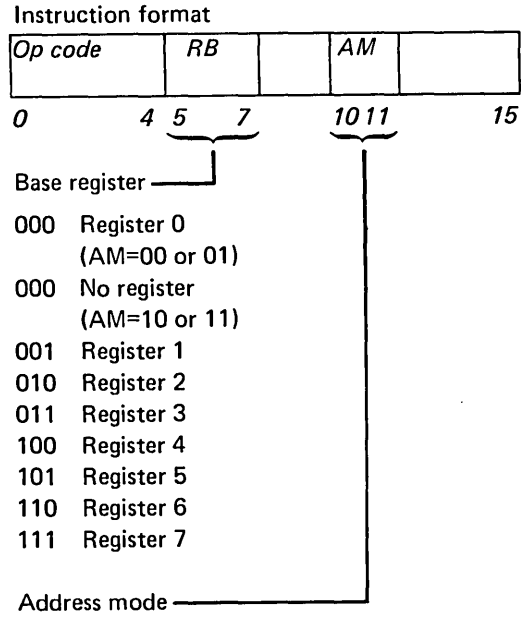 Instruction format
Op code RB AM
0 4 5 7 10 11 15
Base register
000 Register 0
(AM=00 or 01)
000 No register
(AM=10 or 11)
001 Register 1
010 Register 2
011 Register 3
100 Register 4
101 Register 5
110 Register 6
111 Register 7
Address mode